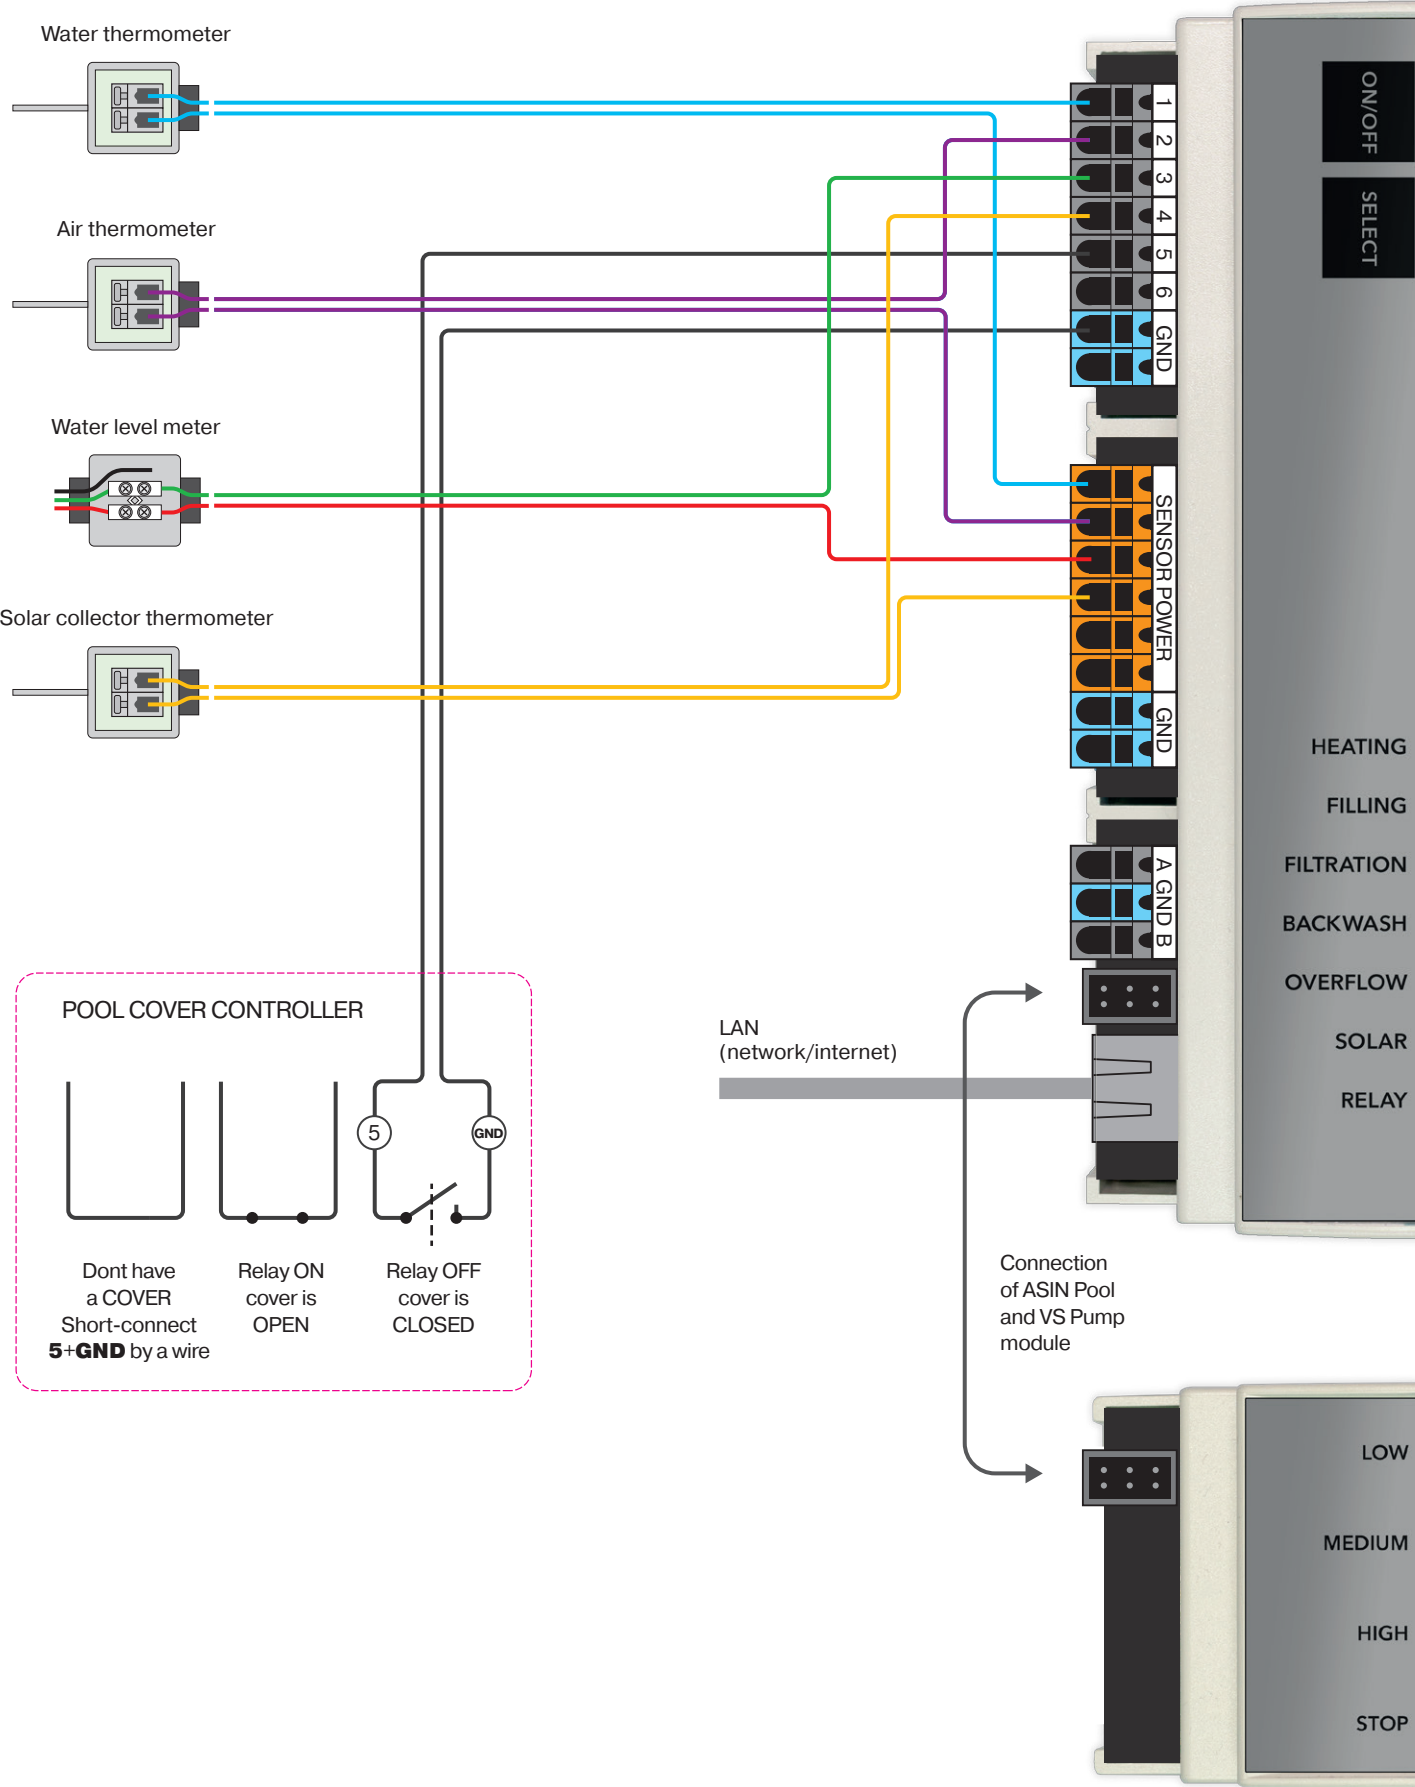 Water thermometer
Air thermometer
Water level meter
Solar collector thermometer
1
2
3
4
5
6
GND
SENSOR POWER
GND
A GND B
ON/OFF
SELECT
HEATING
FILLING
FILTRATION
BACKWASH
OVERFLOW
SOLAR
RELAY
POOL COVER CONTROLLER
5
GND
Dont have
a COVER
Short-connect
5+GND by a wire
Relay ON
cover is
OPEN
Relay OFF
cover is
CLOSED
LAN
(network/internet)
Connection
of ASIN Pool
and VS Pump
module
LOW
MEDIUM
HIGH
STOP